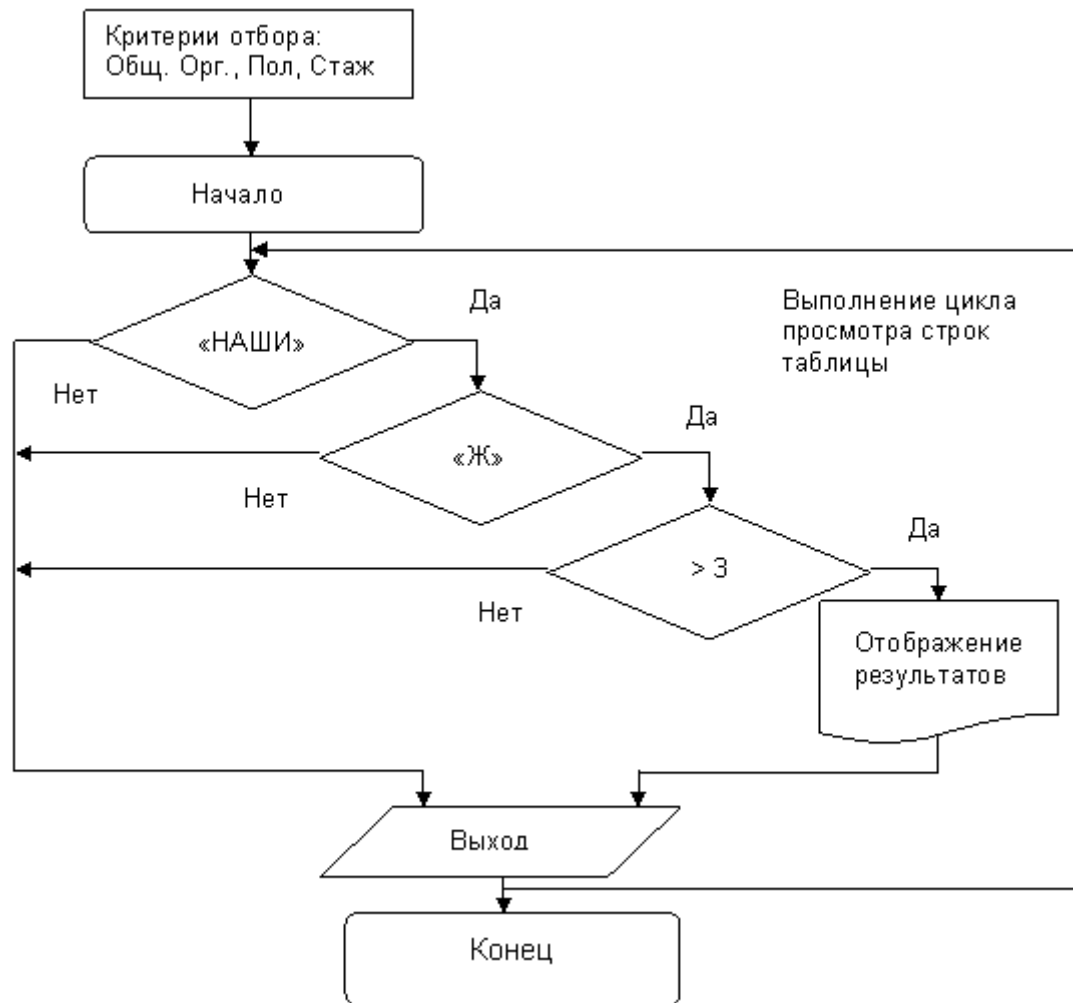 Критерии отбора:
Общ. Орг., Пол, Стаж
Начало
Да
Выполнение цикла
просмотра строк
таблицы
«НАШИ»
Нет
Да
«Ж»
Нет
Да
> 3
Нет
Отображение
результатов
Выход
Конец